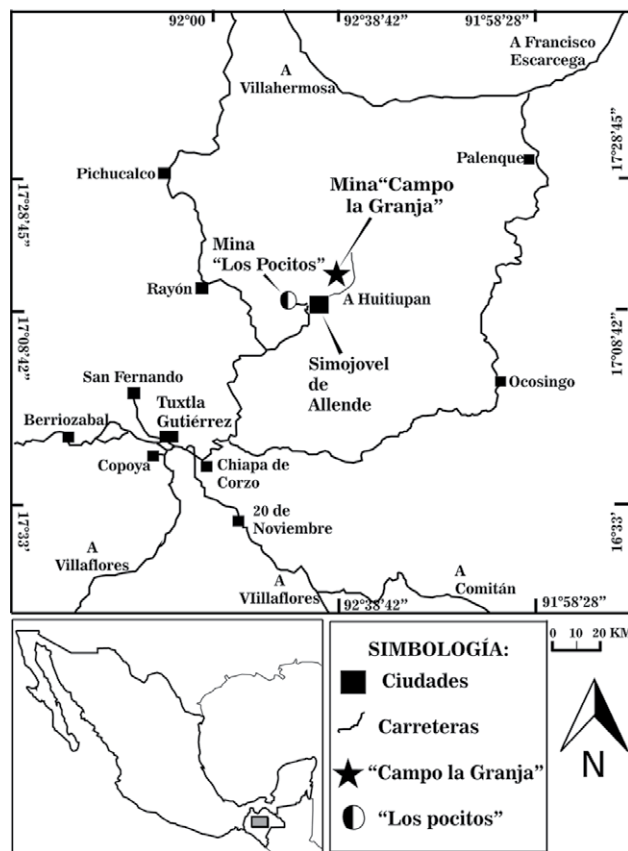 92°00
92°38'42”
91°58'28”
A Francisco
Escarcega
A
Villahermosa
Palenque
17°28'45”
Pichucalco
17°28'45”
Mina“Campo
la Granja”
Mina
“Los Pocitos”
Rayón
A Huitiupan
17°08'42”
17°08'42”
Simojovel
de
Allende
San Fernando
Ocosingo
Tuxtla
Gutiérrez
Berriozabal
Copoya
Chiapa de
Corzo
20 de
Noviembre
17°33'
16°33'
A
Villaflores
A
VIillaflores
A
Comitán
92°38'42”
91°58'28”
0 10 20 KM
SIMBOLOGÍA:
Ciudades
Carreteras
“Campo la Granja”
“Los pocitos”
N